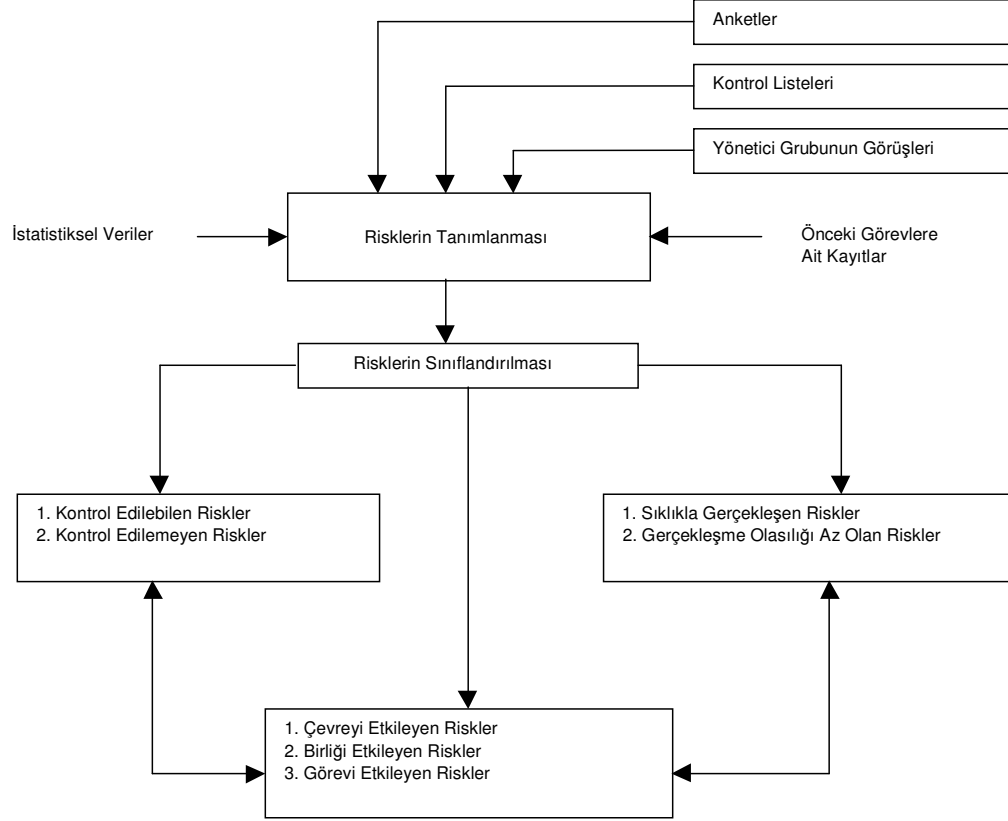 Anketler
Kontrol Listeleri
Yönetici Grubunun Görüşleri
İstatistiksel Veriler
Risklerin Tanımlanması
Önceki Görevlere
Ait Kayıtlar
Risklerin Sınıflandırılması
1. Kontrol Edilebilen Riskler
2. Kontrol Edilemeyen Riskler
1. Sıklıkla Gerçekleşen Riskler
2. Gerçekleşme Olasılığı Az Olan Riskler
1. Çevreyi Etkileyen Riskler
2. Birliği Etkileyen Riskler
3. Görevi Etkileyen Riskler